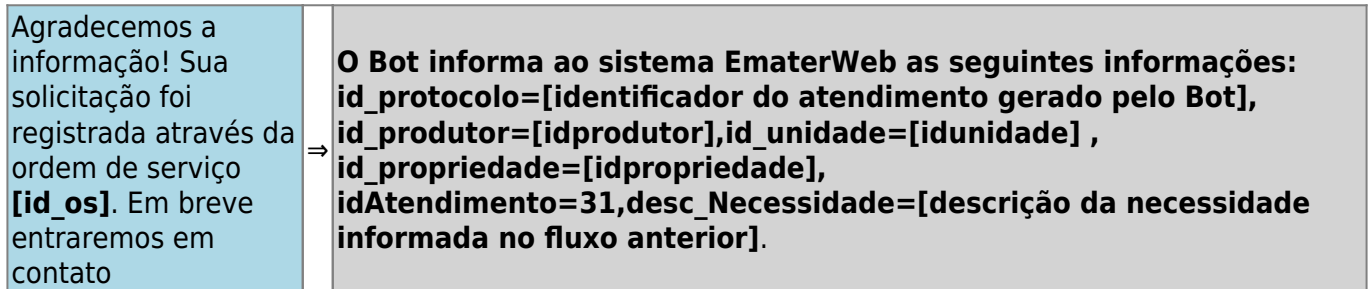 Agradecemos a
informação! Sua
solicitação foi
registrada através da
ordem de serviço
[id_os]. Em breve
entraremos em
contato
⇒
O Bot informa ao sistema EmaterWeb as seguintes informações:
id_protocolo=[identificador do atendimento gerado pelo Bot],
id_produtor=[idprodutor],id_unidade=[idunidade] ,
id_propriedade=[idpropriedade],
idAtendimento=31,desc_Necessidade=[descrição da necessidade
informada no fluxo anterior].